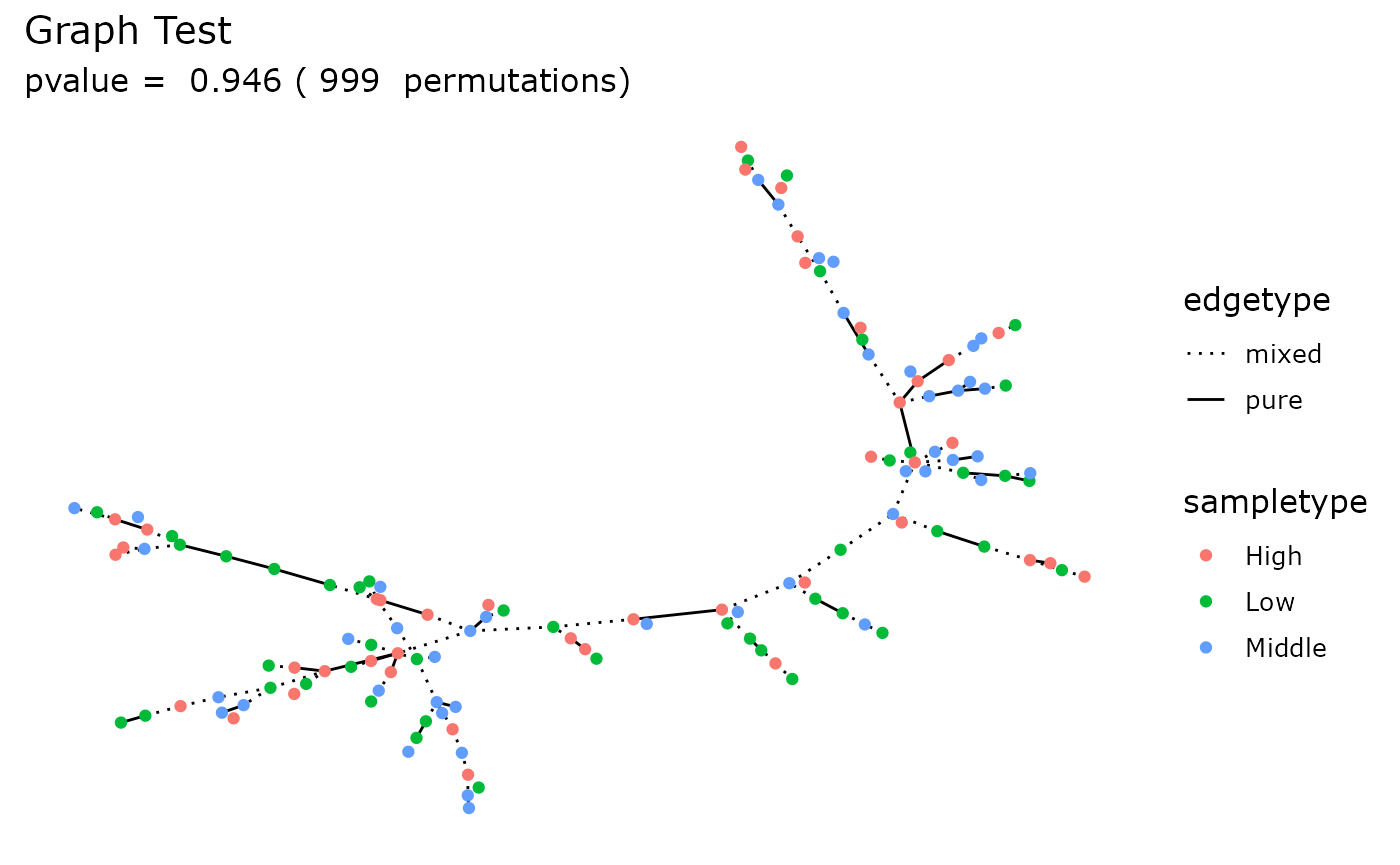 Graph Test
pvalue =  0.946 ( 999  permutations)
edgetype
mixed
pure
sampletype
High
Low
Middle